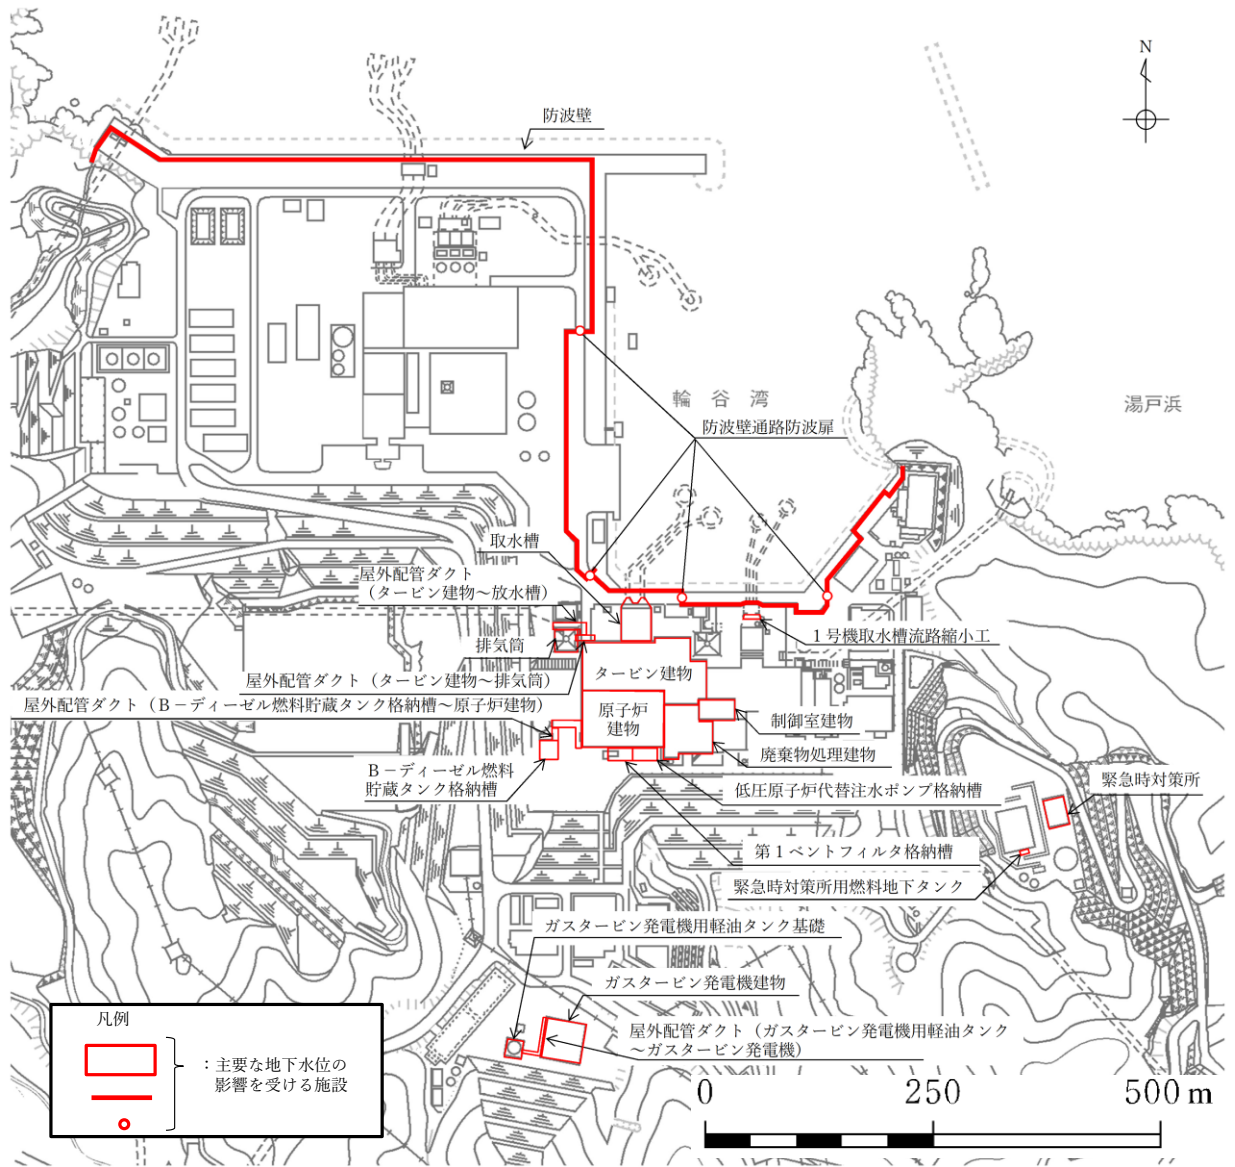 N
防波壁
輪谷湾
湯戸浜
防波壁通路防波扉
取水槽
屋外配管ダクト
（タービン建物～放水槽）
排気筒
1号機取水槽流路縮小工
タービン建物
屋外配管ダクト（タービン建物～排気筒）
屋外配管ダクト（Ｂ－ディーゼル燃料貯蔵タンク格納槽～原子炉建物）
原子炉
建物
制御室建物
廃棄物処理建物
Ｂ－ディーゼル燃料
貯蔵タンク格納槽
低圧原子炉代替注水ポンプ格納槽
緊急時対策所
第１ベントフィルタ格納槽
緊急時対策所用燃料地下タンク
ガスタービン発電機用軽油タンク基礎
ガスタービン発電機建物
屋外配管ダクト（ガスタービン発電機用軽油タンク
～ガスタービン発電機）
凡例
：主要な地下水位の
影響を受ける施設
0 250 500 m